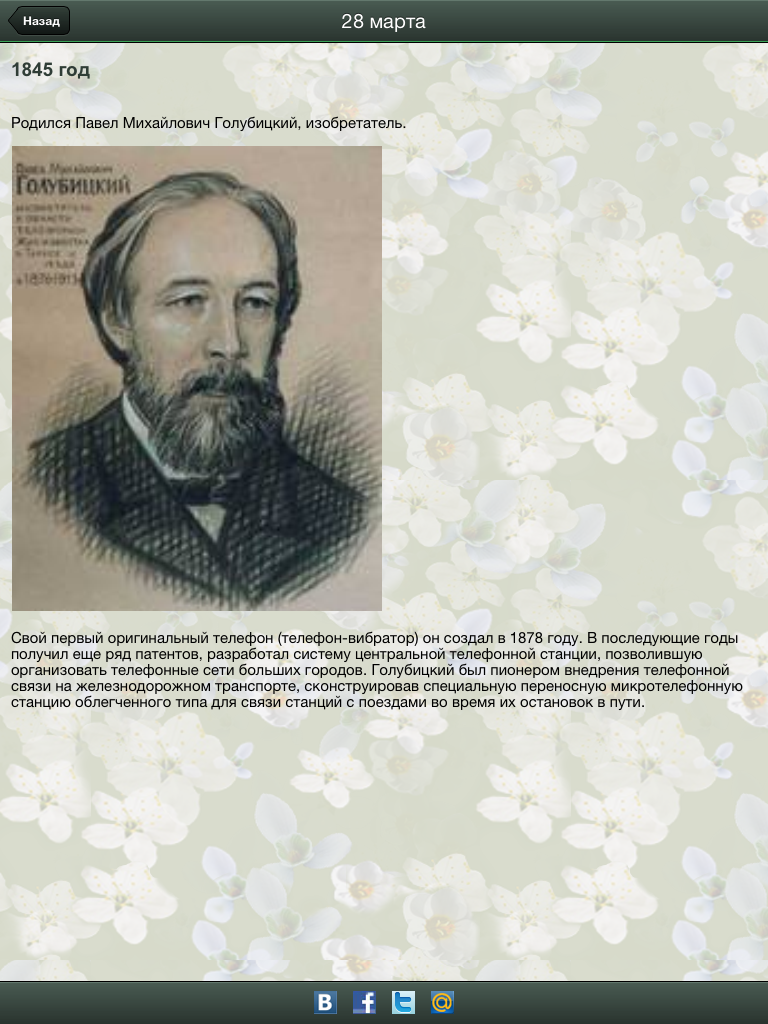 Назад
28 марта
1845 год
Родился Павел Михайлович Голубицкий, изобретатель.
Павел Михайлович
ГОЛУБИЦКИЙ
Свой первый оригинальный телефон (телефон-вибратор) он создал в 1878 году. В последующие годы
получил еще ряд патентов, разработал систему центральной телефонной станции, позволившую
организовать телефонные сети больших городов. Голубицкий был пионером внедрения телефонной
связи на железнодорожном транспорте, сконструировав специальную переносную микротелефонную
станцию облегченного типа для связи станций с поездами во время их остановок в пути.